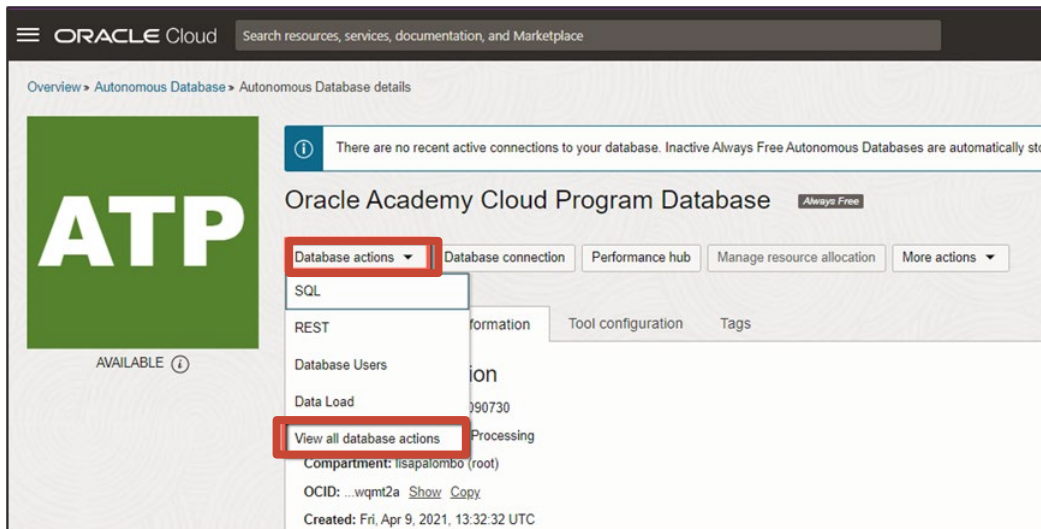 ORACLE Cloud
Search resources, services, documentation, and Marketplace
Overview » Autonomous Database » Autonomous Database details
ATP
AVAILABLE i
i There are no recent active connections to your database. Inactive Always Free Autonomous Databases are automatically
Oracle Academy Cloud Program Database Always Free
Database actions Database connection Performance hub Manage resource allocation More actions
SQL
REST
Database Users
Data Load
View all database actions
formation Tool configuration Tags
ion
090730
Processing
Compartment: lisapalombo (root)
OCID: ...wqmt2a Show Copy
Created: Fri, Apr 9, 2021, 13:32:32 UTC